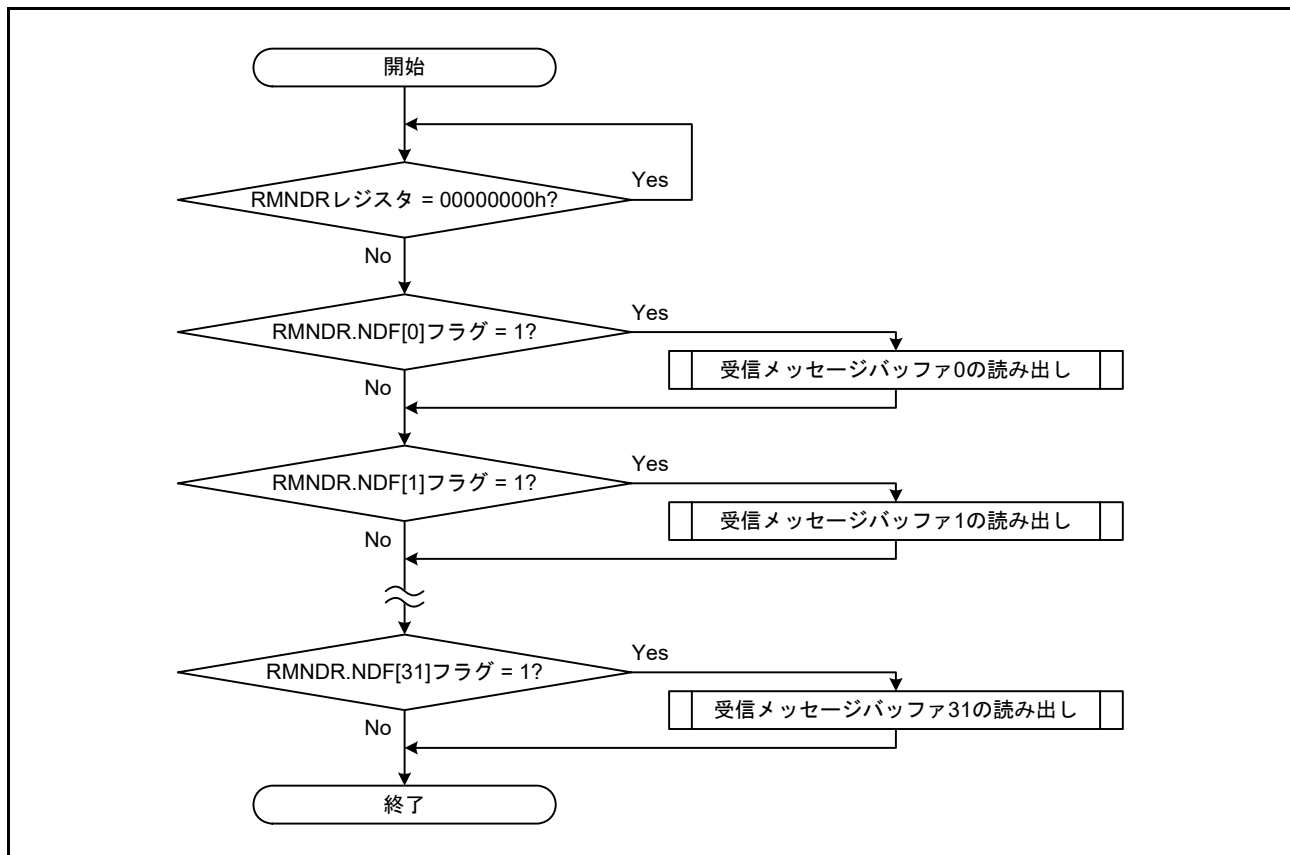 開始
RMNDRレジスタ = 00000000h?
Yes
No
RMNDR.NDF[0]フラグ = 1?
Yes
受信メッセージバッファ0の読み出し
No
RMNDR.NDF[1]フラグ = 1?
Yes
受信メッセージバッファ1の読み出し
No
RMNDR.NDF[31]フラグ = 1?
Yes
受信メッセージバッファ31の読み出し
No
終了